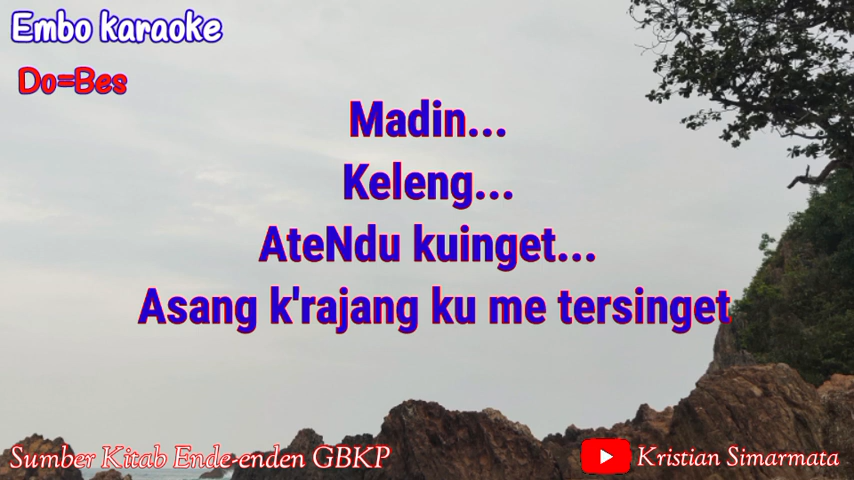 Embo karaoke
Do=Bes
Madin...
Keleng...
AteNdu kuinget...
Asang k'rajang ku me tersinget
Sumber Kitab Ende-enden GBKP
Kristian Simarmata